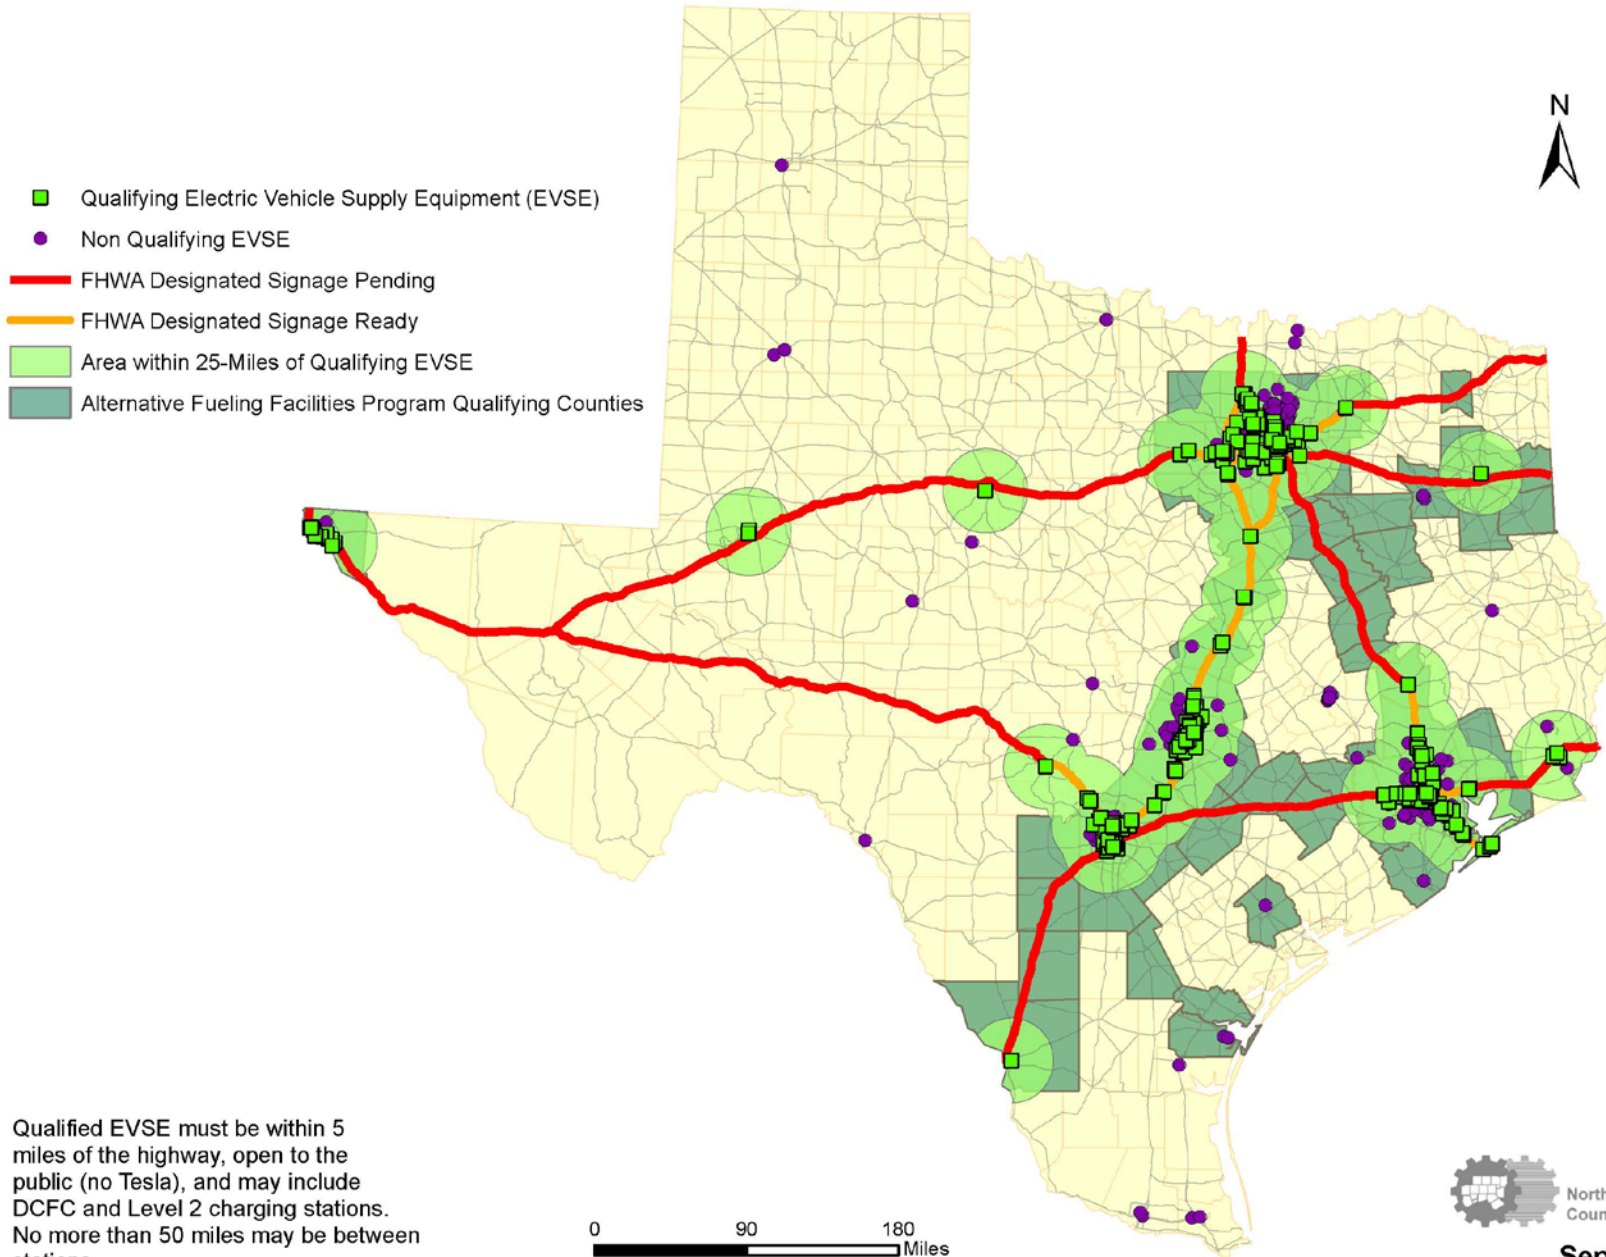 N
Qualifying Electric Vehicle Supply Equipment (EVSE)
Non Qualifying EVSE
FHWA Designated Signage Pending
FHWA Designated Signage Ready
Area within 25-Miles of Qualifying EVSE
Alternative Fueling Facilities Program Qualifying Counties
Qualified EVSE must be within 5
miles of the highway, open to the
public (no Tesla), and may include
DCFC and Level 2 charging stations.
No more than 50 miles may be between
0 90 180
Miles
North
Coun